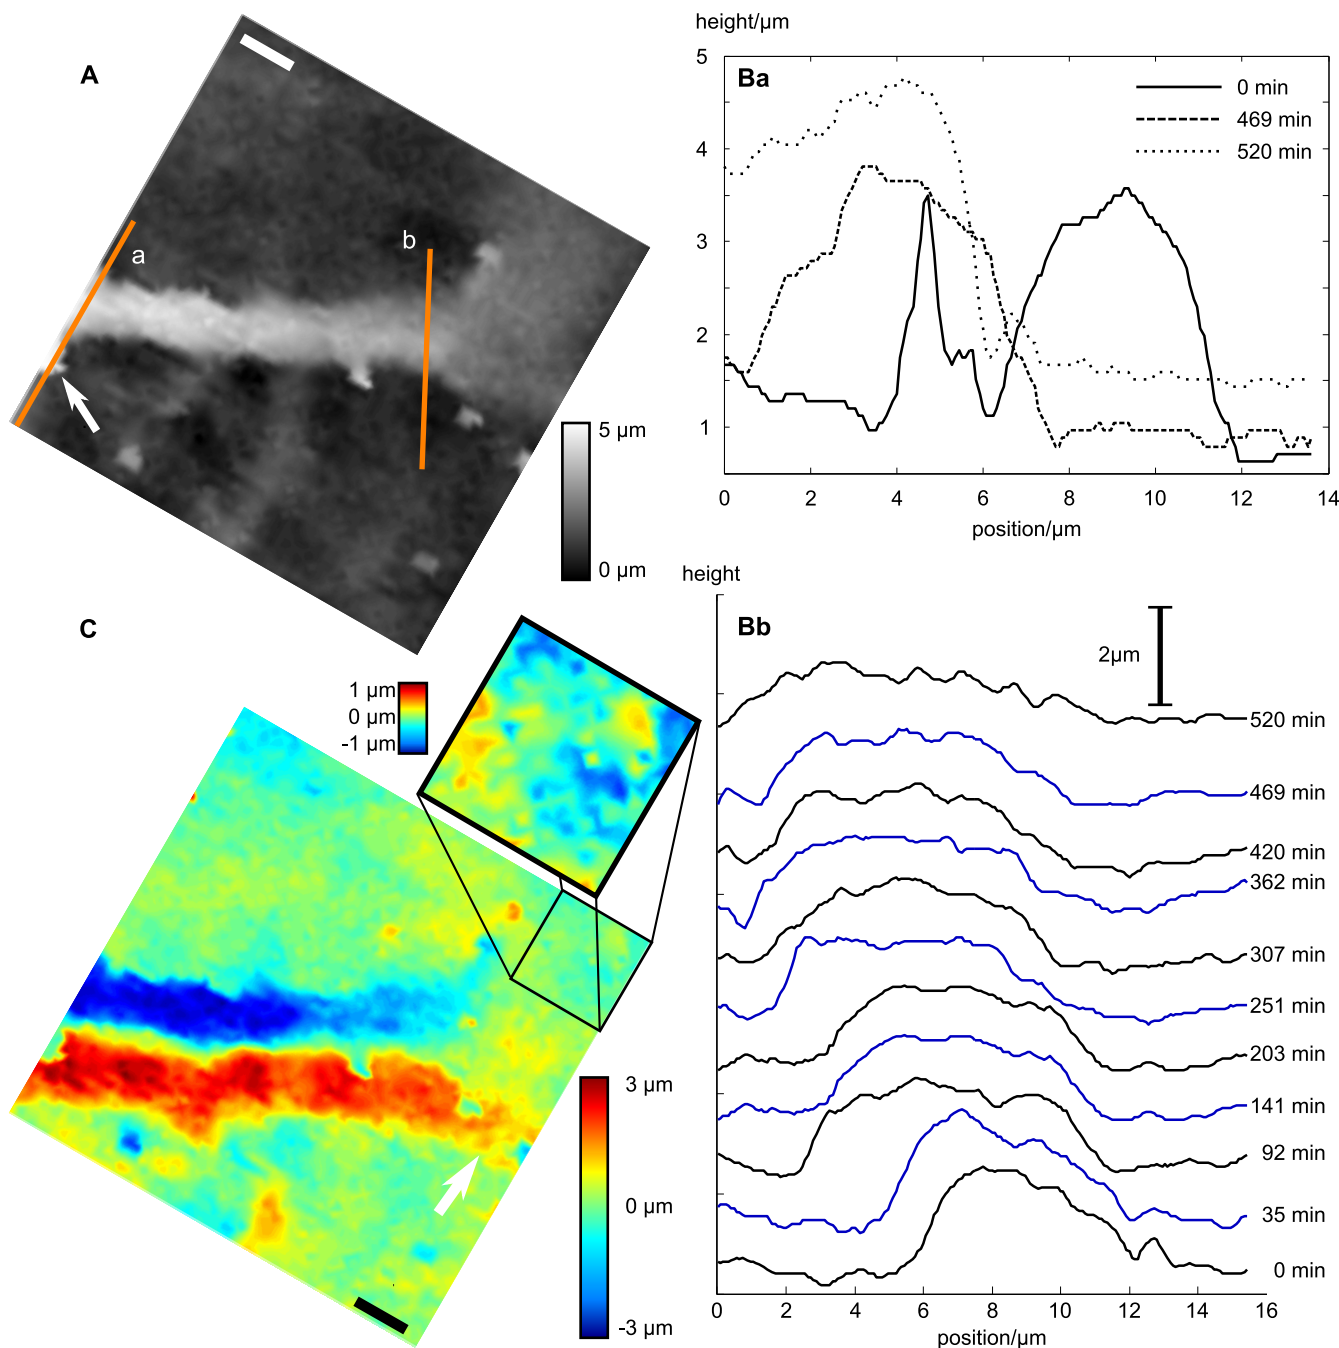 A
a
b
5 µm
0 µm
height/µm
Ba
0 min
469 min
520 min
5
4
3
2
1
0 2 4 6 8 10 12 14
position/µm
C
1 µm
0 µm
-1 µm
3 µm
0 µm
-3 µm
height
Bb
2µm
520 min
469 min
420 min
362 min
307 min
251 min
203 min
141 min
92 min
35 min
0 min
0 2 4 6 8 10 12 14 16
position/µm